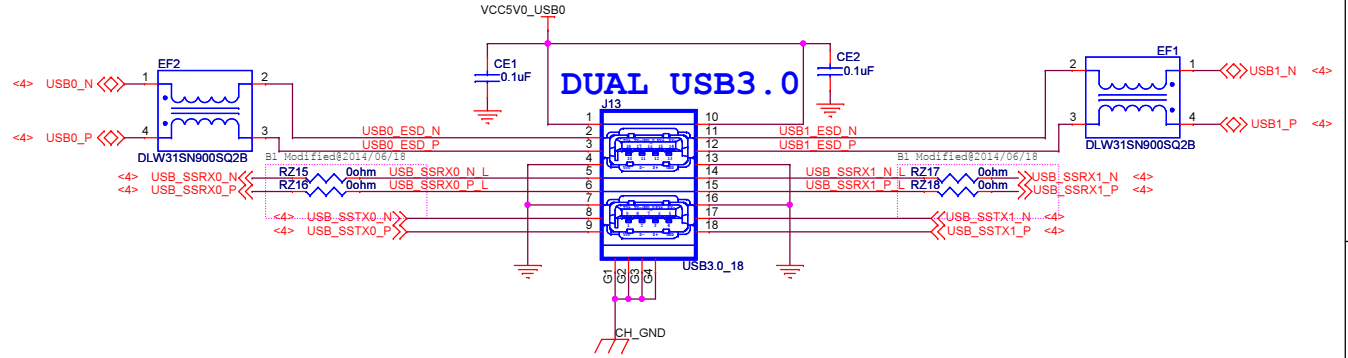 VCC5V0_USB0
EF2
CE1
0.1uF
CE2
0.1uF
EF1
DUAL USB3.0
<4> USB0_N
1
2
2
1
USB1_N <4>
J13
1
10
2
11
USB0_ESD_N
USB1_ESD_N
<4> USB0_P
4
3
3
4
USB1_P <4>
3
12
USB0_ESD_P
USB1_ESD_P
DLW31SN900SQ2B
DLW31SN900SQ2B
B1 Modified@2014/06/18
B1 Modified@2014/06/18
4
13
<4> USB_SSRX0_N
RZ15
0ohm
USB_SSRX0_N_L
5
14
USB_SSRX1_N_L
RZ17
0ohm
USB_SSRX1_N <4>
<4> USB_SSRX0_P
RZ16
0ohm
USB_SSRX0_P_L
6
15
USB_SSRX1_P_L
RZ18
0ohm
USB_SSRX1_P <4>
7
16
<4> USB_SSTX0_N
8
17
USB_SSTX1_N <4>
<4> USB_SSTX0_P
9
18
USB_SSTX1_P <4>
USB3.0_18
G1
G2
G3
G4
CH_GND